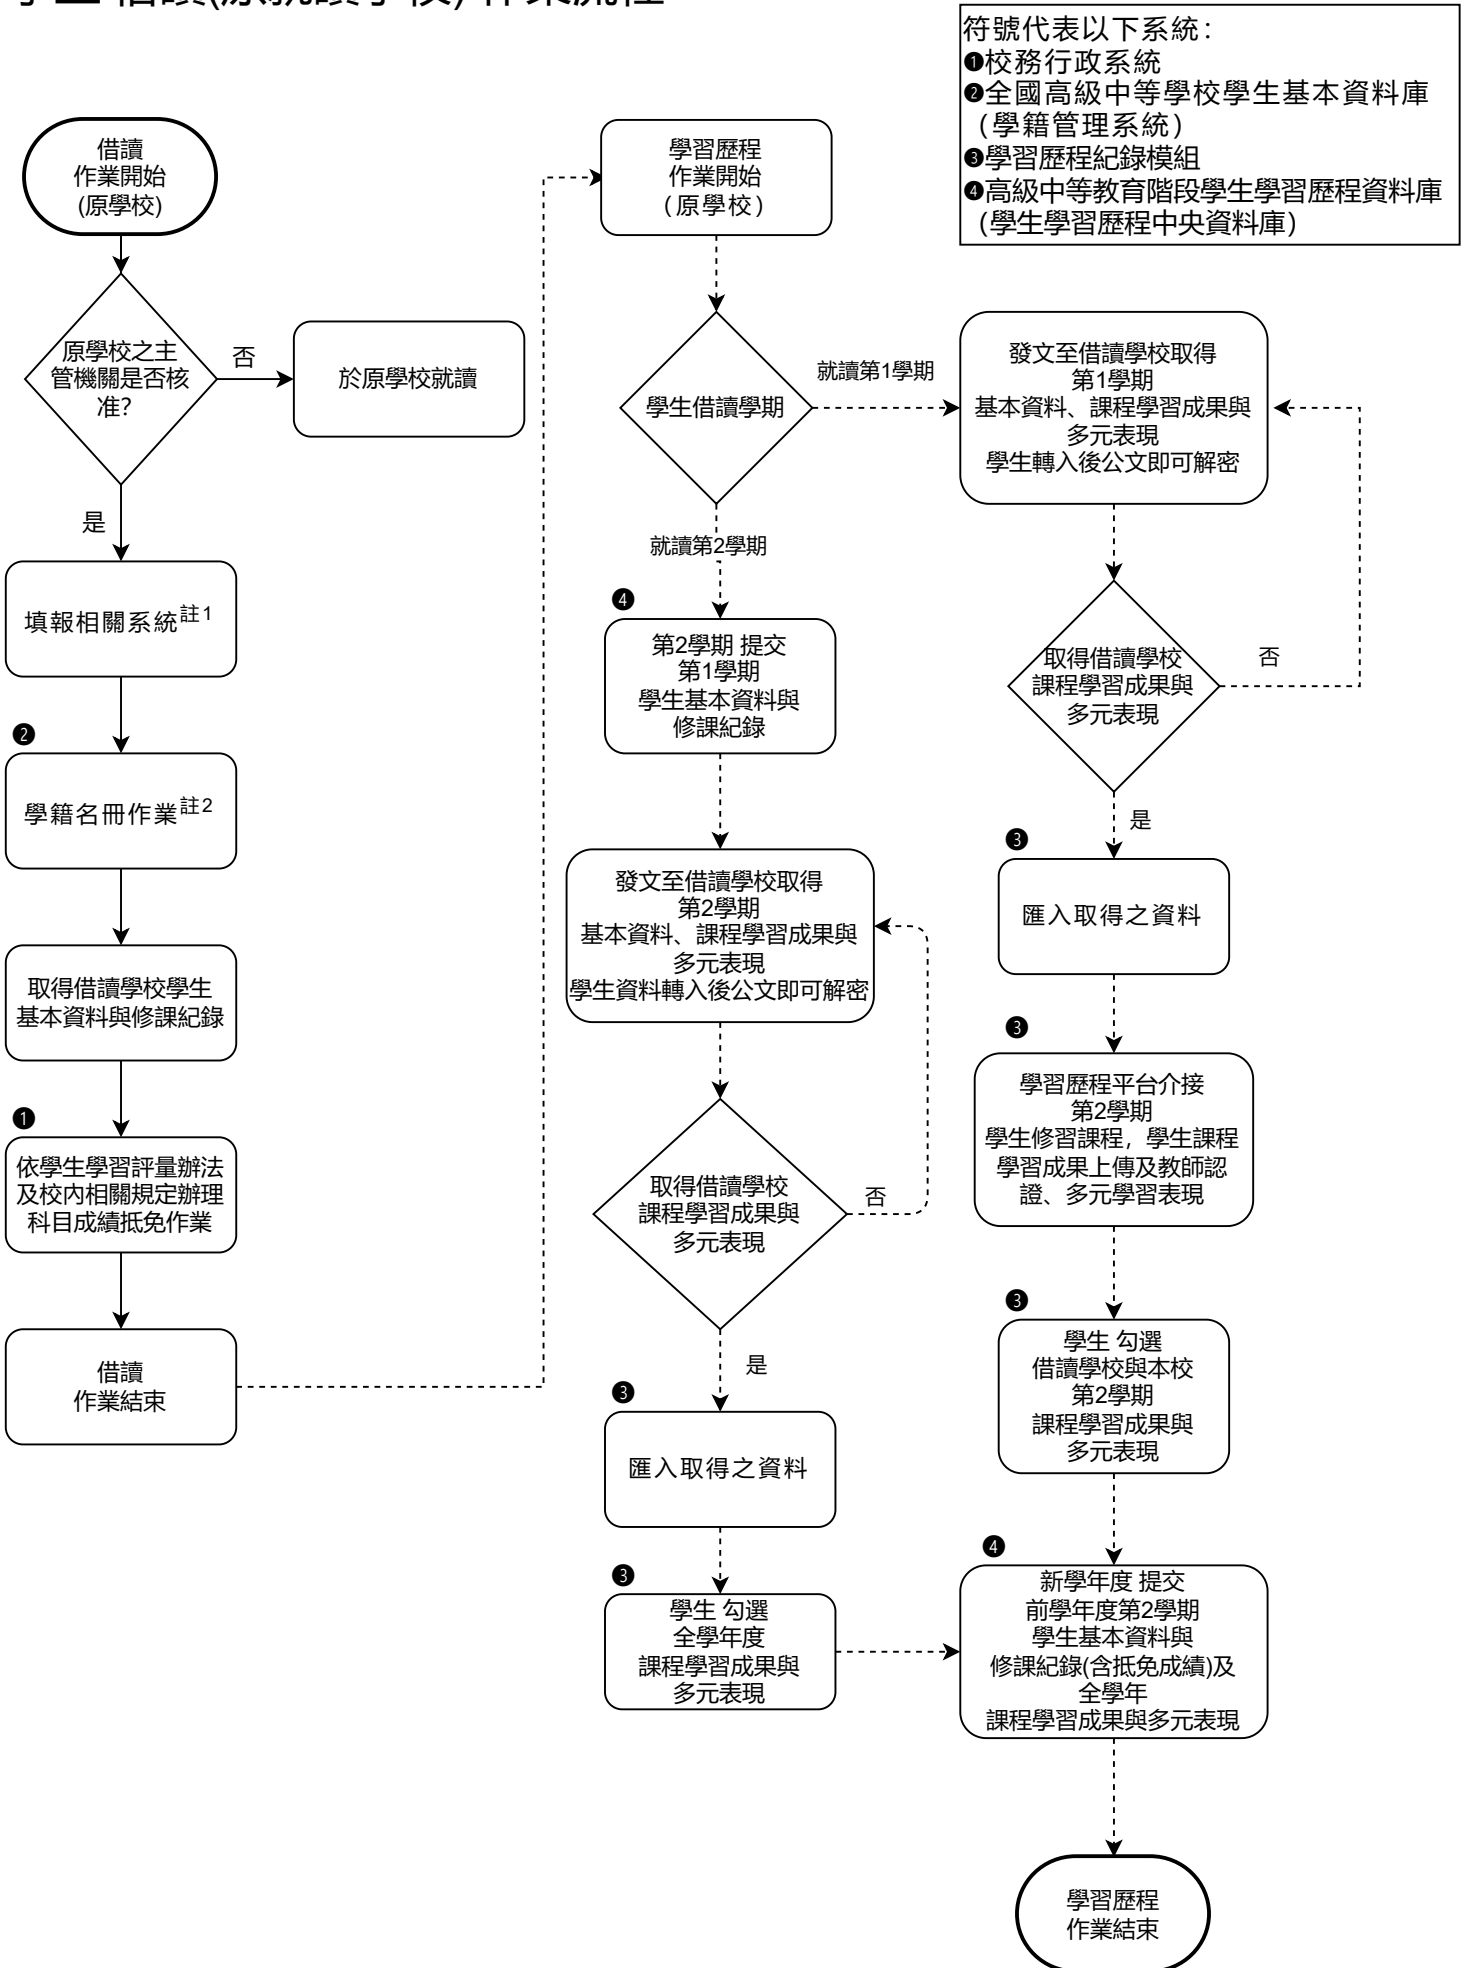 借讀(原就讀學校) 作業流程
符號代表以下系統：
❶校務行政系統
❷全國高級中等學校學生基本資料庫
（學籍管理系統）
❸學習歷程紀錄模組
❹高級中等教育階段學生學習歷程資料庫
（學生學習歷程中央資料庫）
借讀
作業開始
(原學校)
原學校之主
管機關是否核
准?
否
於原學校就讀
是
填報相關系統註1
❷
學籍名冊作業註2
取得借讀學校學生
基本資料與修課紀錄
❶
依學生學習評量辦法
及校內相關規定辦理
科目成績抵免作業
借讀
作業結束
學習歷程
作業開始
（原學校）
學生借讀學期
就讀第1學期
就讀第2學期
❹
第2學期 提交
第1學期
學生基本資料與
修課紀錄
發文至借讀學校取得
第2學期
基本資料、課程學習成果與
多元表現
學生資料轉入後公文即可解密
取得借讀學校
課程學習成果與
多元表現
否
是
❸
匯入取得之資料
❸
學生 勾選
全學年度
課程學習成果與
多元表現
發文至借讀學校取得
第1學期
基本資料、課程學習成果與
多元表現
學生轉入後公文即可解密
取得借讀學校
課程學習成果與
多元表現
否
是
❸
匯入取得之資料
❸
學習歷程平台介接
第2學期
學生修習課程，學生課程
學習成果上傳及教師認
證、多元學習表現
❸
學生 勾選
借讀學校與本校
第2學期
課程學習成果與
多元表現
❹
新學年度 提交
前學年度第2學期
學生基本資料與
修課紀錄(含抵免成績)及
全學年
課程學習成果與多元表現
學習歷程
作業結束